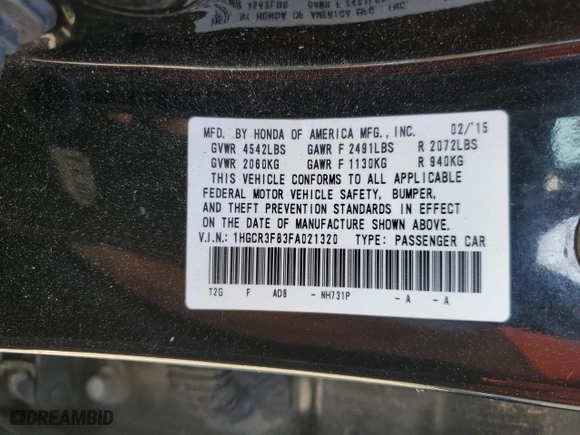 MFD. BY HONDA OF AMERICA MFG., INC. 02/'15
GVWR 4542LBS GAWR F 2491LBS R 2072LBS
GVWR 2060KG GAWR F 1130KG R 940KG
THIS VEHICLE CONFORMS TO ALL APPLICABLE
FEDERAL MOTOR VEHICLE SAFETY, BUMPER,
AND THEFT PREVENTION STANDARDS IN EFFECT
ON THE DATE OF MANUFACTURE SHOWN ABOVE.
V.I.N.: 1HGCR3F83FA021320 TYPE: PASSENGER CAR
T2G F AD8 - NH731P - A - A
DREAMBID